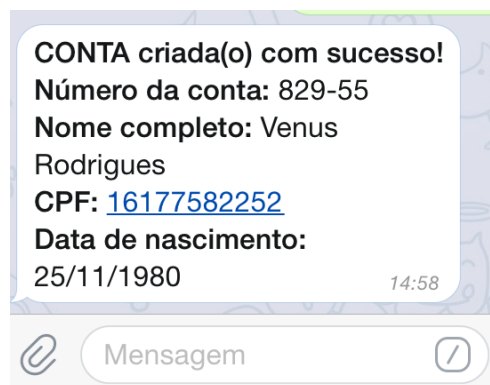 CONTA criada(o) com sucesso!
Número da conta: 829-55
Nome completo: Venus
Rodrigues
CPF: 16177582252
Data de nascimento:
25/11/1980
14:58
Mensagem